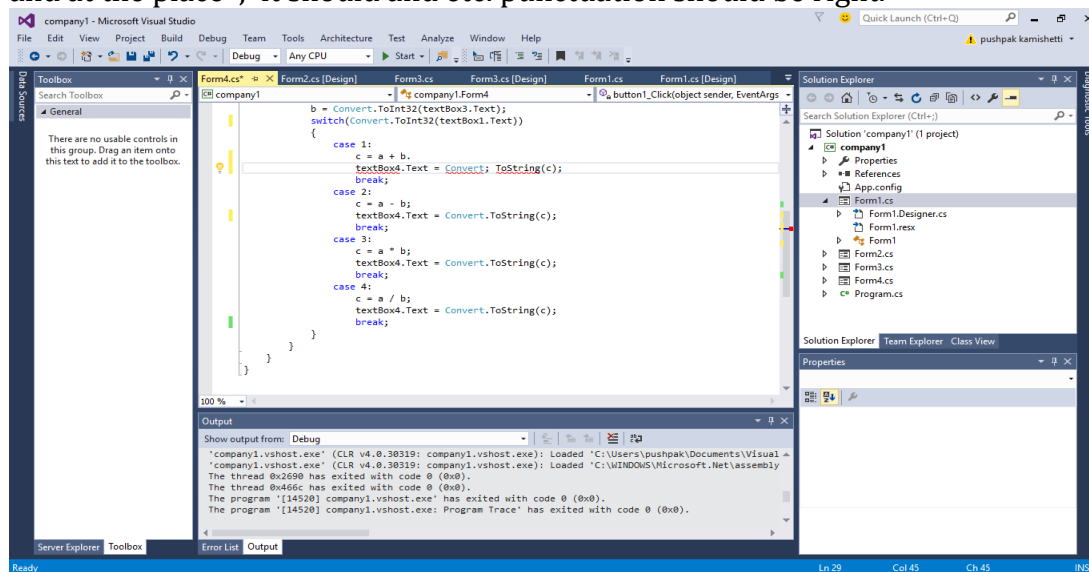 and at the place ; it should and etc. punctuation should be right.
company1 - Microsoft Visual Studio
Quick Launch (Ctrl+Q)
File Edit View Project Build Debug Team Tools Architecture Test Analyze Window Help
pushpak kamishetti
Debug Any CPU Start
Data Sources
Toolbox
Search Toolbox
General
There are no usable controls in
this group. Drag an item onto
this text to add it to the toolbox.
Server Explorer Toolbox
Form4.cs* Form2.cs [Design] Form3.cs Form3.cs [Design] Form1.cs Form1.cs [Design]
company1 company1.Form4 button1_Click(object sender, EventArgs
b = Convert.ToInt32(textBox3.Text);
switch(Convert.ToInt32(textBox1.Text))
{
case 1:
c = a + b.
textBox4.Text = Convert; ToString(c);
break;
case 2:
c = a - b;
textBox4.Text = Convert.ToString(c);
break;
case 3:
c = a * b;
textBox4.Text = Convert.ToString(c);
break;
case 4:
c = a / b;
textBox4.Text = Convert.ToString(c);
break;
}
}
}
}
100 %
Output
Show output from: Debug
'company1.vshost.exe' (CLR v4.0.30319: company1.vshost.exe): Loaded 'C:\Users\pushpak\Documents\Visual
'company1.vshost.exe' (CLR v4.0.30319: company1.vshost.exe): Loaded 'C:\WINDOWS\Microsoft.Net\assembly
The thread 0x2690 has exited with code 0 (0x0).
The thread 0x466c has exited with code 0 (0x0).
The program '[14520] company1.vshost.exe' has exited with code 0 (0x0).
The program '[14520] company1.vshost.exe: Program Trace' has exited with code 0 (0x0).
Error List Output
Solution Explorer
Search Solution Explorer (Ctrl+;)
Solution 'company1' (1 project)
company1
Properties
References
App.config
Form1.cs
Form1.Designer.cs
Form1.resx
Form1
Form2.cs
Form3.cs
Form4.cs
C# Program.cs
Solution Explorer Team Explorer Class View
Properties
Diagnostic Tools
Ready Ln 29 Col 45 Ch 45 INS